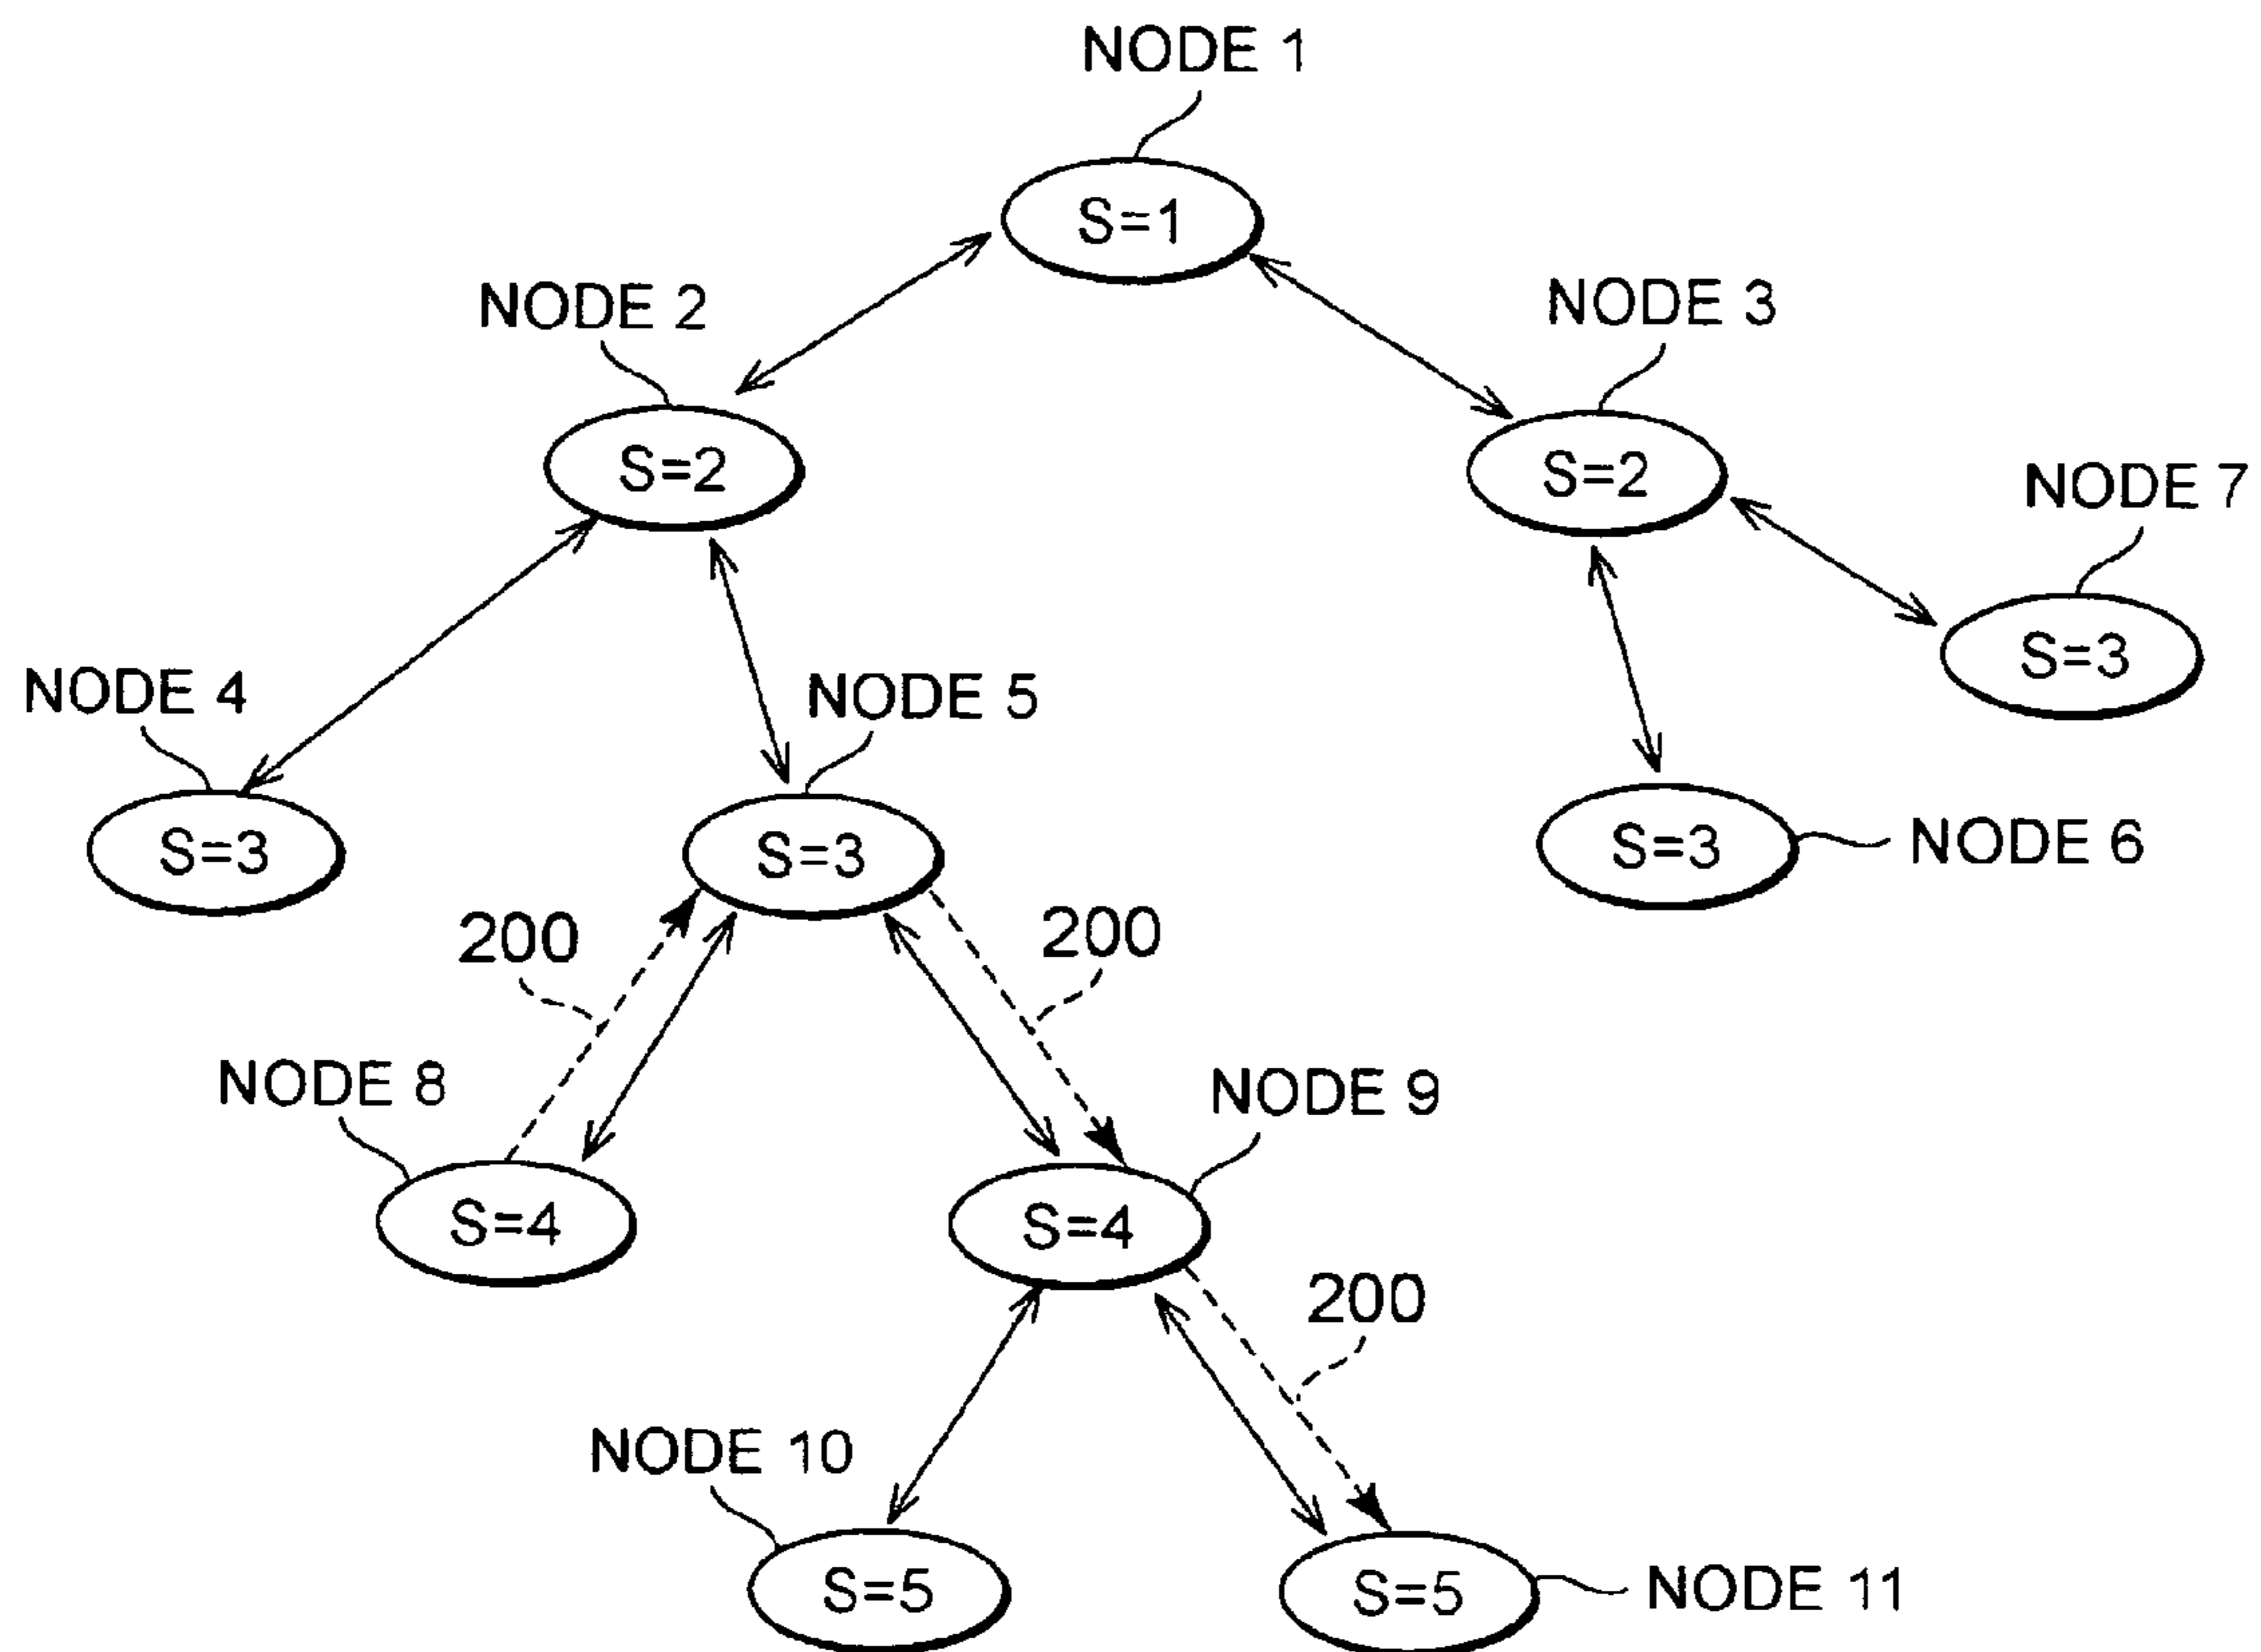 NODE 1
S=1
NODE 2
NODE 3
S=2
S=2
NODE 7
S=3
NODE 4
NODE 5
S=3
S=3
S=3
NODE 6
200
200
NODE 8
NODE 9
S=4
S=4
200
NODE 10
S=5
S=5
NODE 11